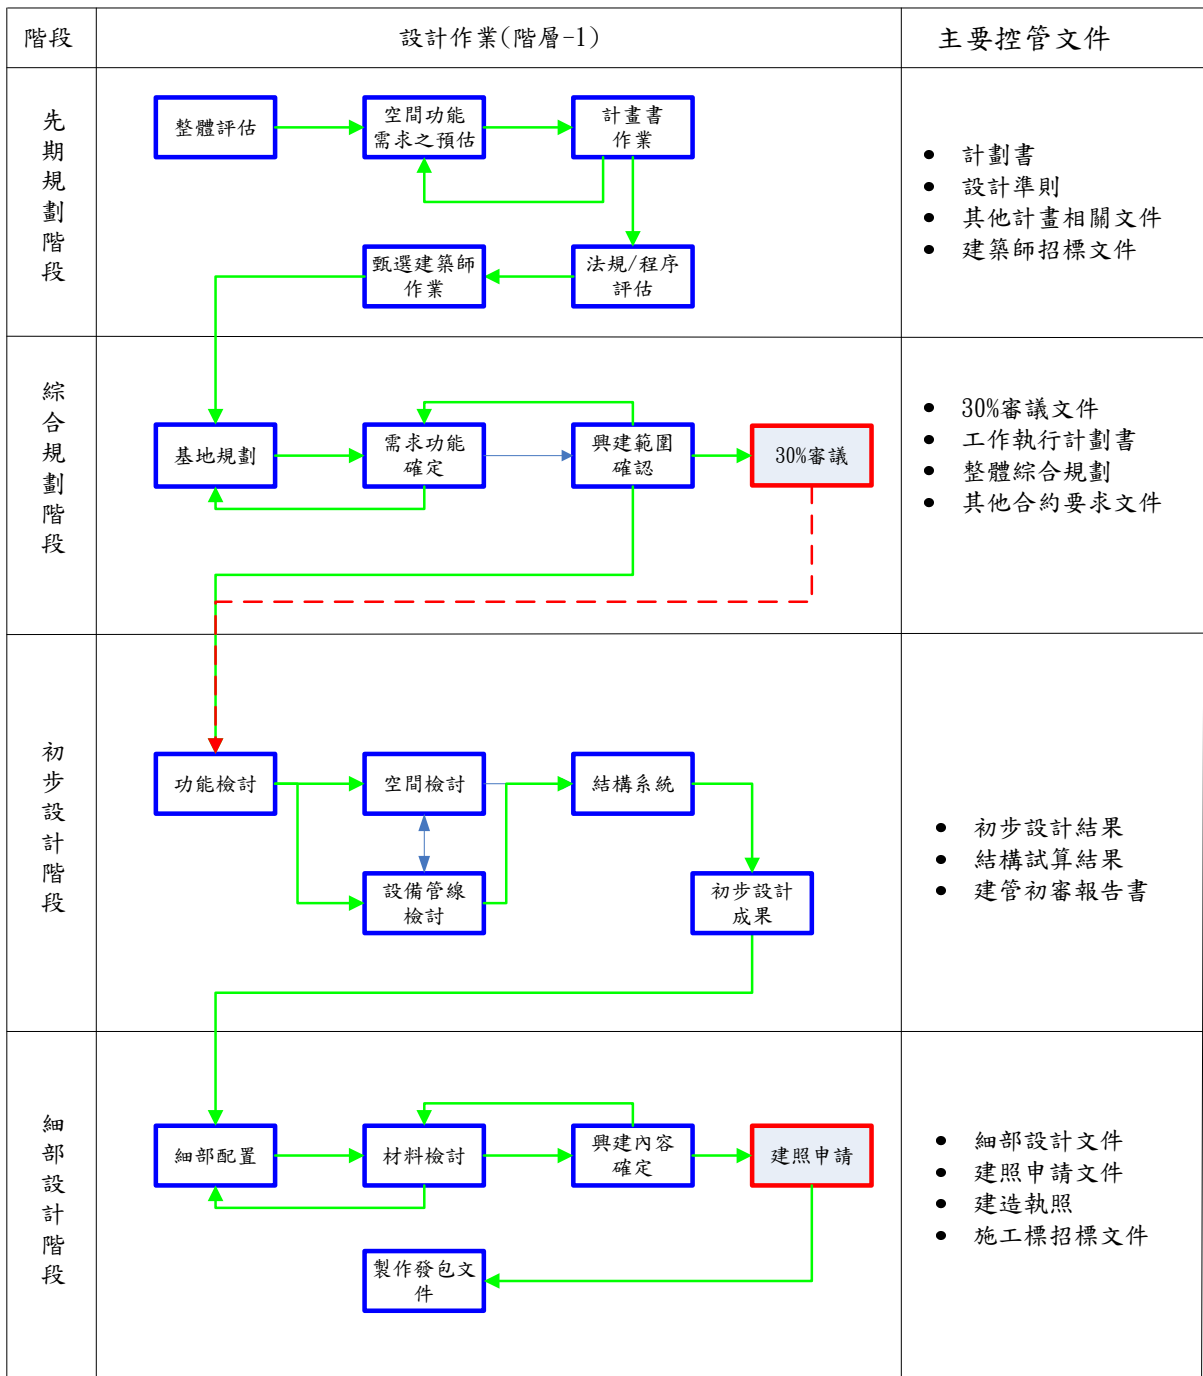 階段
設計作業(階層-1)
主要控管文件
先期規劃階段
整體評估
空間功能
需求之預估
計畫書
作業
甄選建築師
作業
法規/程序
評估
計劃書
設計準則
其他計畫相關文件
建築師招標文件
綜合規劃階段
基地規劃
需求功能
確定
興建範圍
確認
30%審議
30%審議文件
工作執行計劃書
整體綜合規劃
其他合約要求文件
初步設計階段
功能檢討
空間檢討
結構系統
設備管線
檢討
初步設計
成果
初步設計結果
結構試算結果
建管初審報告書
細部設計階段
細部配置
材料檢討
興建內容
確定
建照申請
製作發包文
件
細部設計文件
建照申請文件
建造執照
施工標招標文件